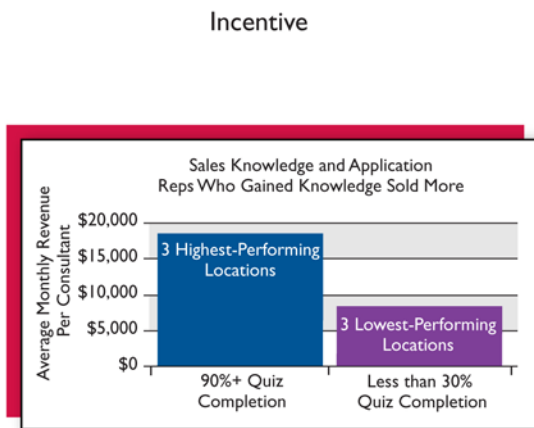 Incentive
Sales Knowledge and Application
Reps Who Gained Knowledge Sold More
Average Monthly Revenue
Per Consultant
$20,000
$15,000
$10,000
$5,000
$0
3 Highest-Performing
Locations
3 Lowest-Performing
Locations
90%+ Quiz
Completion
Less than 30%
Quiz Completion